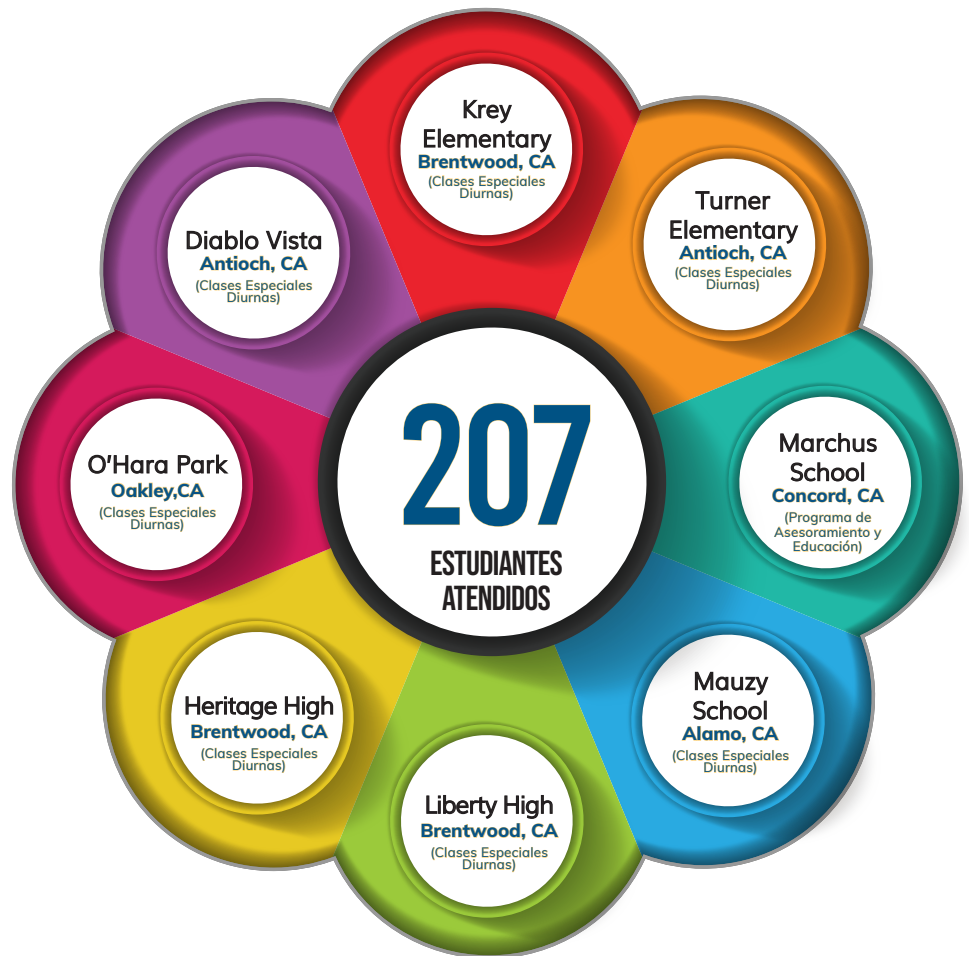 Krey
Elementary
Brentwood, CA
(Clases Especiales
Diurnas)
Turner
Elementary
Antioch, CA
(Clases Especiales
Diurnas)
Marchus
School
Concord, CA
(Programa de
Asesoramiento y
Educación)
Mauzy
School
Alamo, CA
(Clases Especiales
Diurnas)
Liberty High
Brentwood, CA
(Clases Especiales
Diurnas)
Heritage High
Brentwood, CA
(Clases Especiales
Diurnas)
O'Hara Park
Oakley,CA
(Clases Especiales
Diurnas)
Diablo Vista
Antioch, CA
(Clases Especiales
Diurnas)
207
ESTUDIANTES
ATENDIDOS